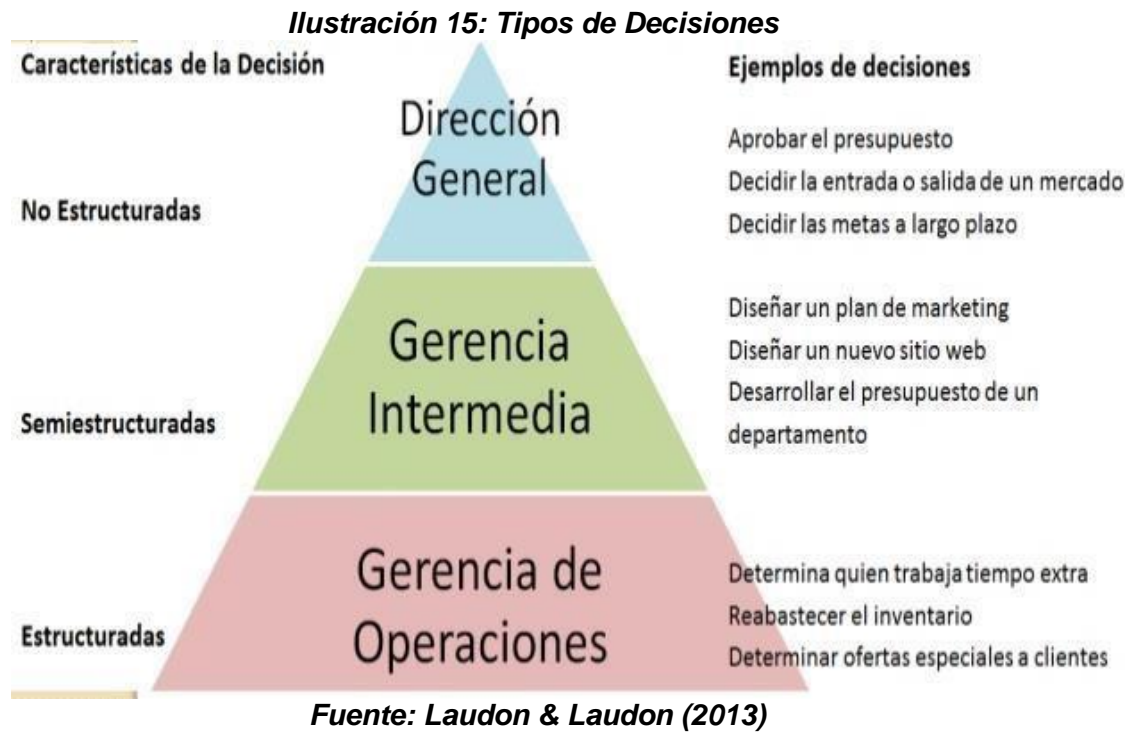 Ilustración 15: Tipos de Decisiones
Características de la Decisión
No Estructuradas
Semiestructuradas
Estructuradas
Dirección
General
Gerencia
Intermedia
Gerencia de
Operaciones
Ejemplos de decisiones
Aprobar el presupuesto
Decidir la entrada o salida de un mercado
Decidir las metas a largo plazo
Diseñar un plan de marketing
Diseñar un nuevo sitio web
Desarrollar el presupuesto de un
departamento
Determina quien trabaja tiempo extra
Reabastecer el inventario
Determinar ofertas especiales a clientes
Fuente: Laudon & Laudon (2013)